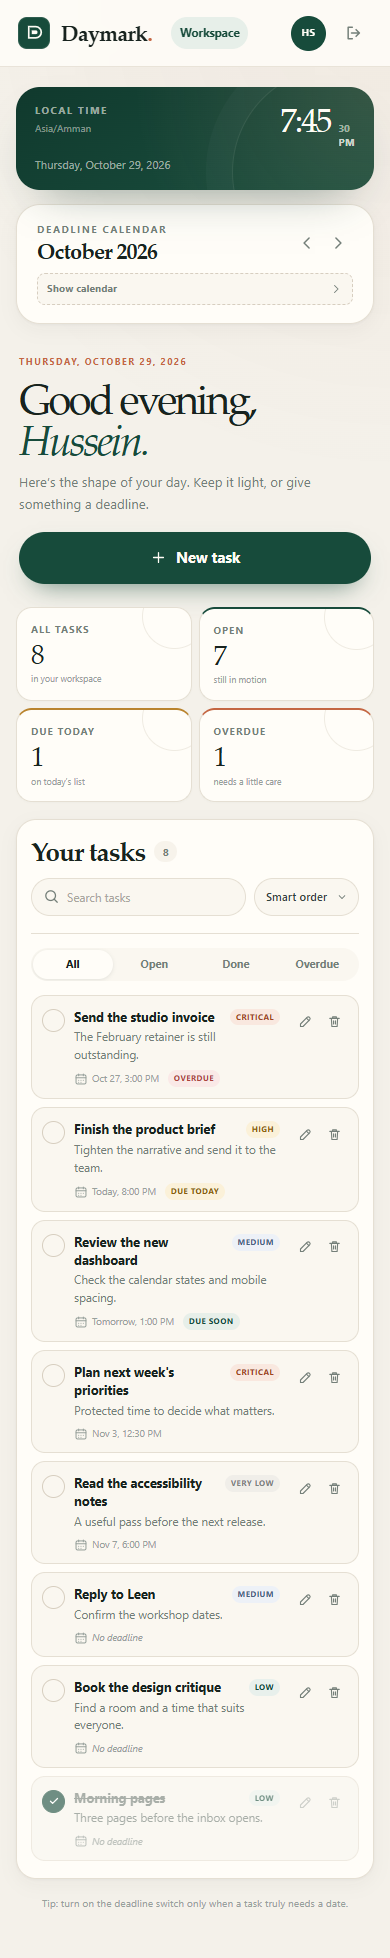 Daymark.
Workspace
HS
LOCAL TIME
Asia/Amman
7:45
30
PM
Thursday, October 29, 2026
DEADLINE CALENDAR
October 2026
Show calendar
THURSDAY, OCTOBER 29, 2026
Good evening,
Hussein.
Here's the shape of your day. Keep it light, or give
something a deadline.
New task
ALL TASKS
8
in your workspace
OPEN
7
still in motion
DUE TODAY
1
on today's list
OVERDUE
1
needs a little care
Your tasks
8
Search tasks
Smart order
All
Open
Done
Overdue
Send the studio invoice
CRITICAL
The February retainer is still
outstanding.
Oct 27, 3:00 PM
OVERDUE
Finish the product brief
HIGH
Tighten the narrative and send it to the
team.
Today, 8:00 PM
DUE TODAY
Review the new
dashboard
MEDIUM
Check the calendar states and mobile
spacing.
Tomorrow, 1:00 PM
DUE SOON
Plan next week's
priorities
CRITICAL
Protected time to decide what matters.
Nov 3, 12:30 PM
Read the accessibility
notes
VERY LOW
A useful pass before the next release.
Nov 7, 6:00 PM
Reply to Leen
MEDIUM
Confirm the workshop dates.
No deadline
Book the design critique
LOW
Find a room and a time that suits
everyone.
No deadline
Morning pages
LOW
Three pages before the inbox opens.
No deadline
Tip: turn on the deadline switch only when a task truly needs a date.